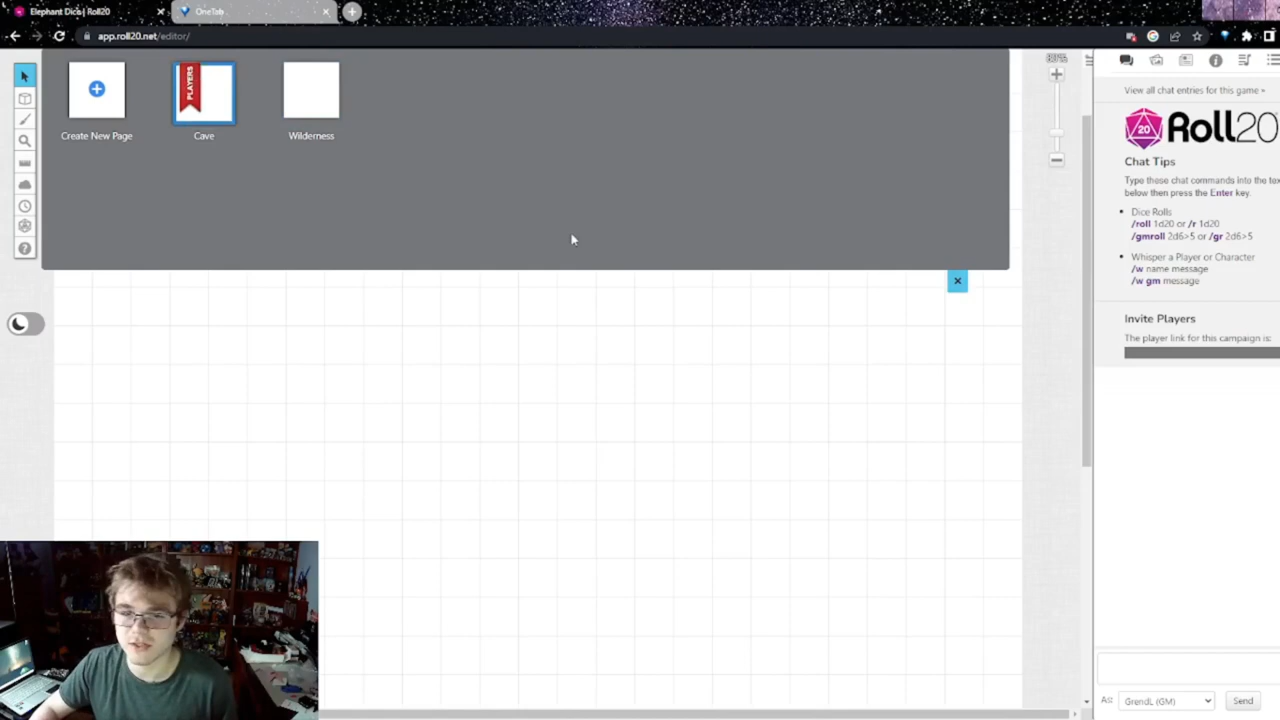 Elephant Dice | Roll20
OneTab
app.roll20.net/editor/
PLAYERS
Create New Page
Cave
Wilderness
View all chat entries for this game »
20
Roll20
Chat Tips
Type these chat commands into the tex
below then press the Enter key.
Dice Rolls
/roll 1d20 or /r 1d20
/gmroll 2d6>5 or /gr 2d6>5
Whisper a Player or Character
/w name message
/w gm message
Invite Players
The player link for this campaign is:
As: GrendL (GM) Send